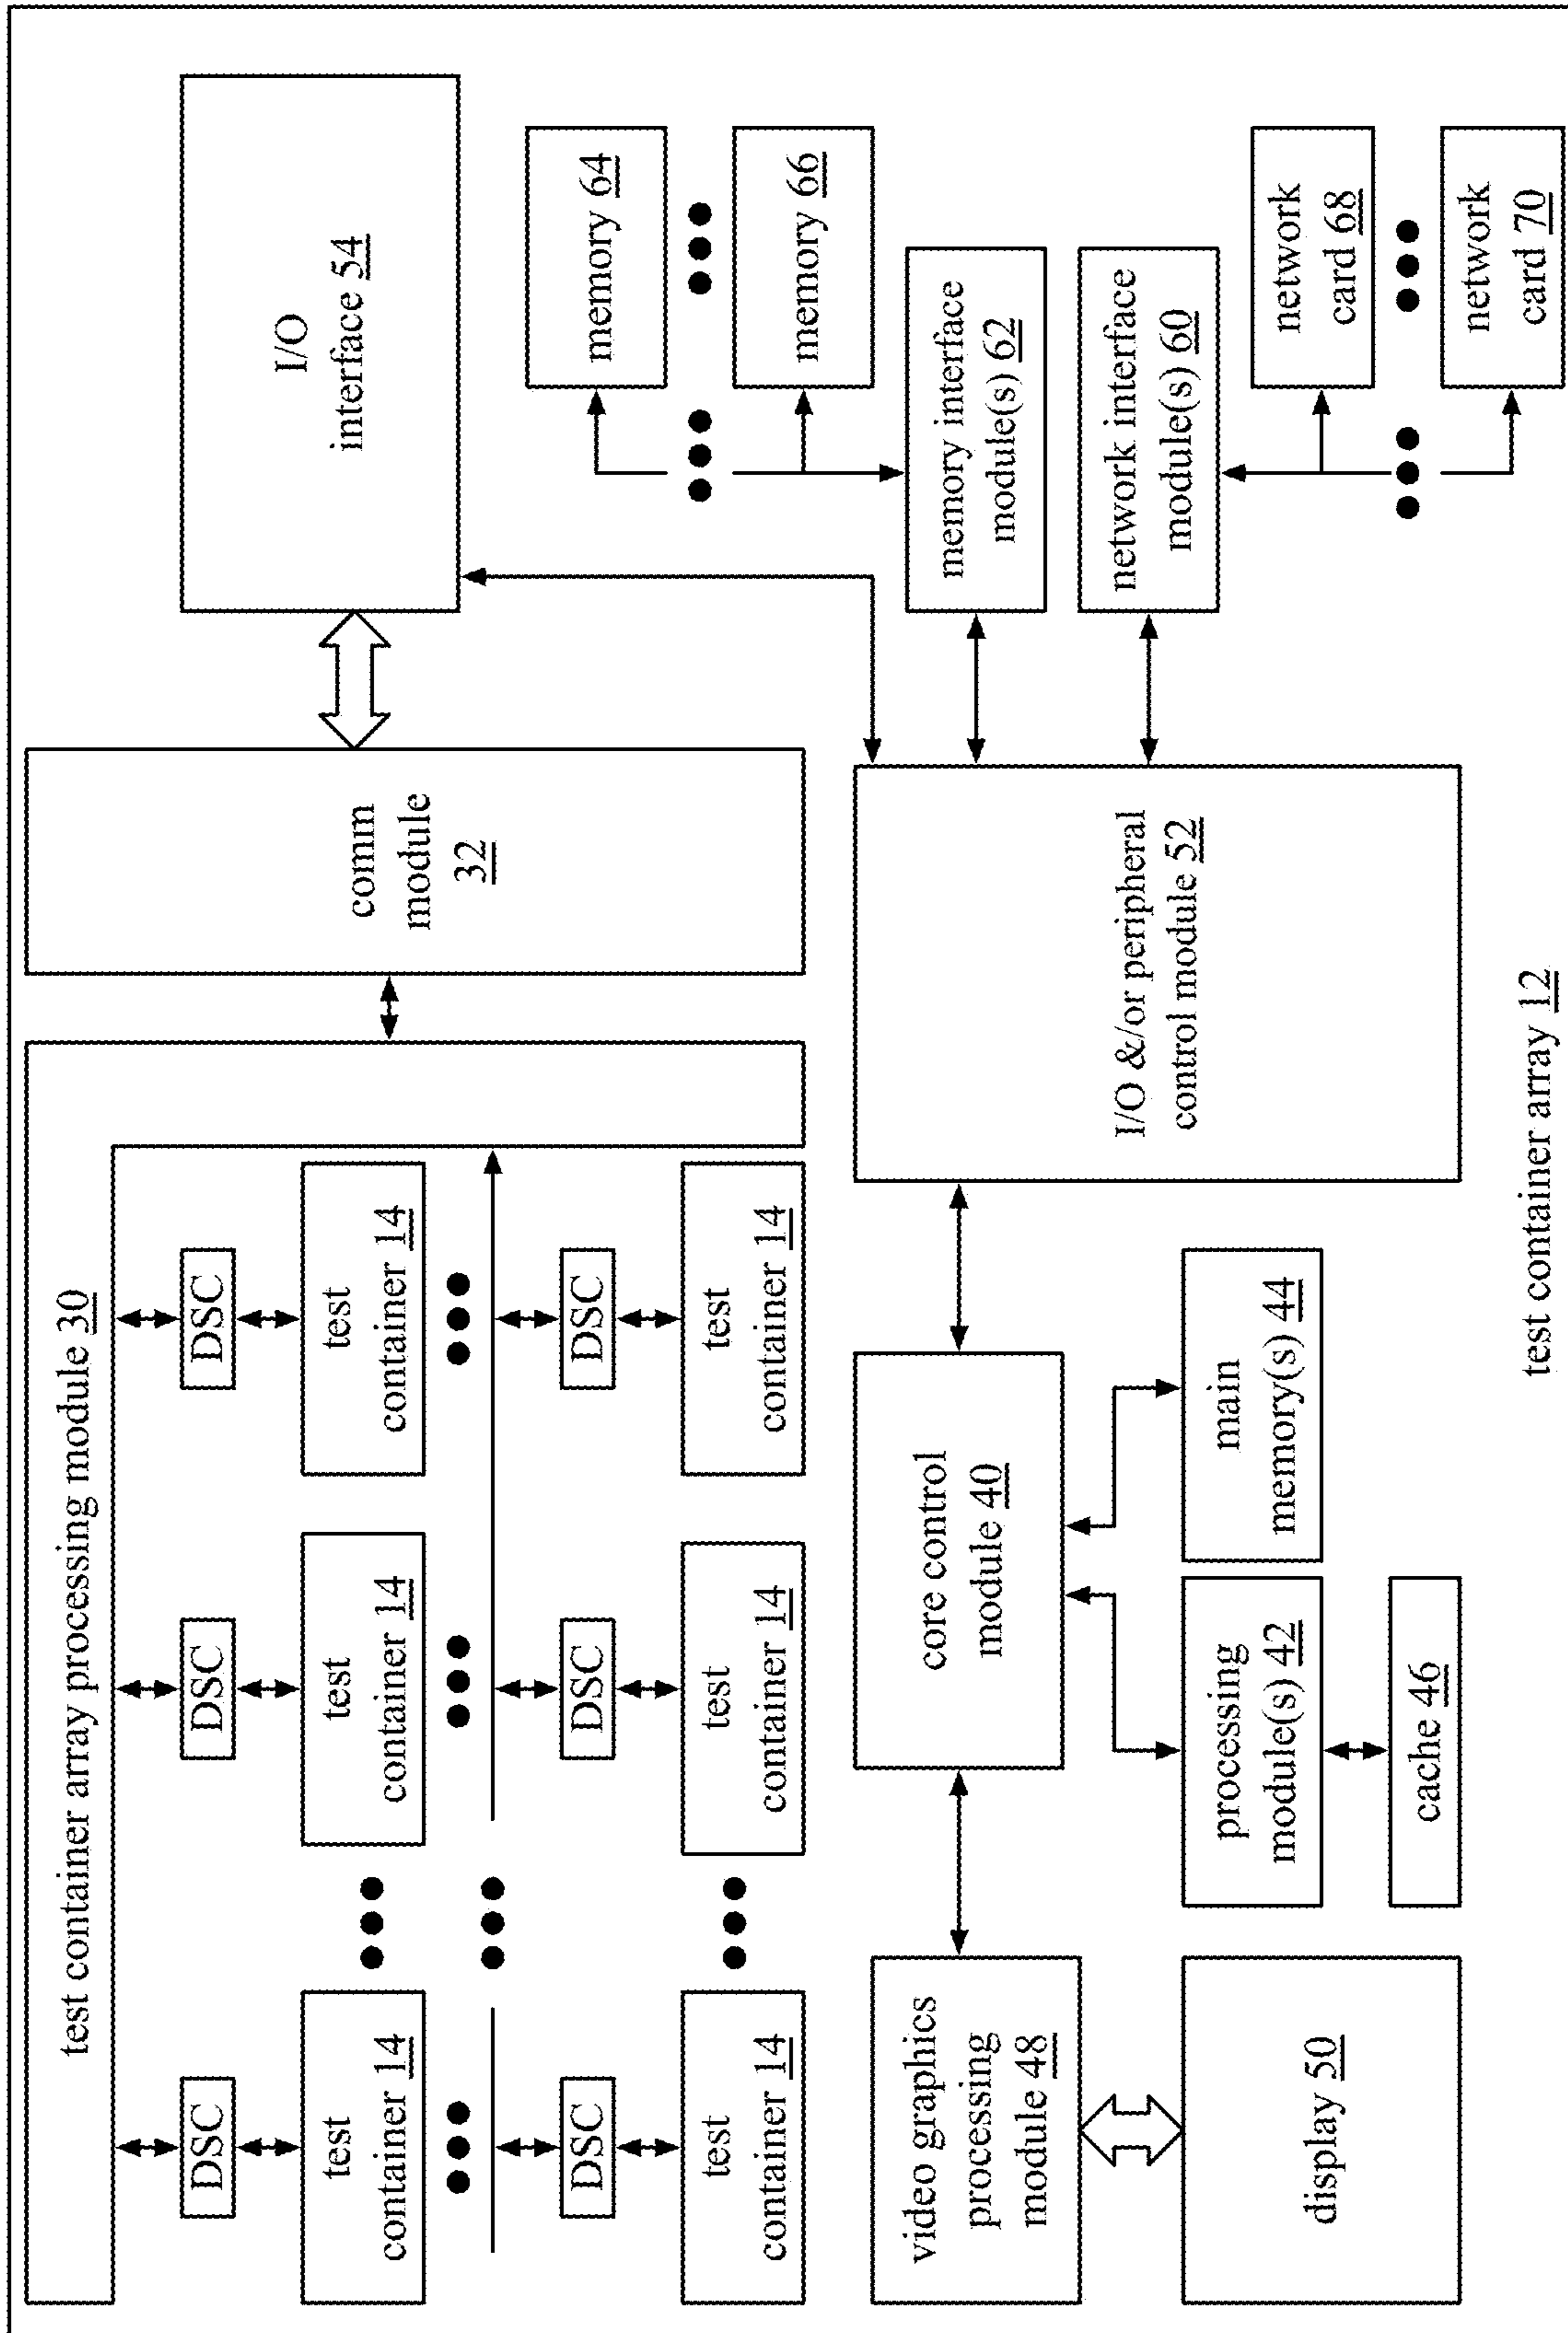 test container array processing module 30
DSC
DSC
DSC
test
container 14
test
container 14
test
container 14
DSC
DSC
DSC
test
container 14
test
container 14
test
container 14
comm
module
32
I/O
interface 54
memory 64
memory 66
memory interface
module(s) 62
network interface
module(s) 60
network
card 68
network
card 70
video graphics
processing
module 48
core control
module 40
I/O &/or peripheral
control module 52
display 50
processing
module(s) 42
main
memory(s) 44
cache 46
test container array 12